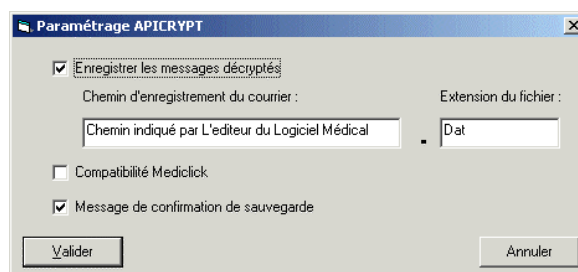 Paramétrage APICRYPT
Enregistrer les messages décryptés
Chemin d'enregistrement du courrier : Extension du fichier :
Chemin indiqué par L'editeur du Logiciel Médical . Dat
Compatibilité Mediclick
Message de confirmation de sauvegarde
Valider Annuler